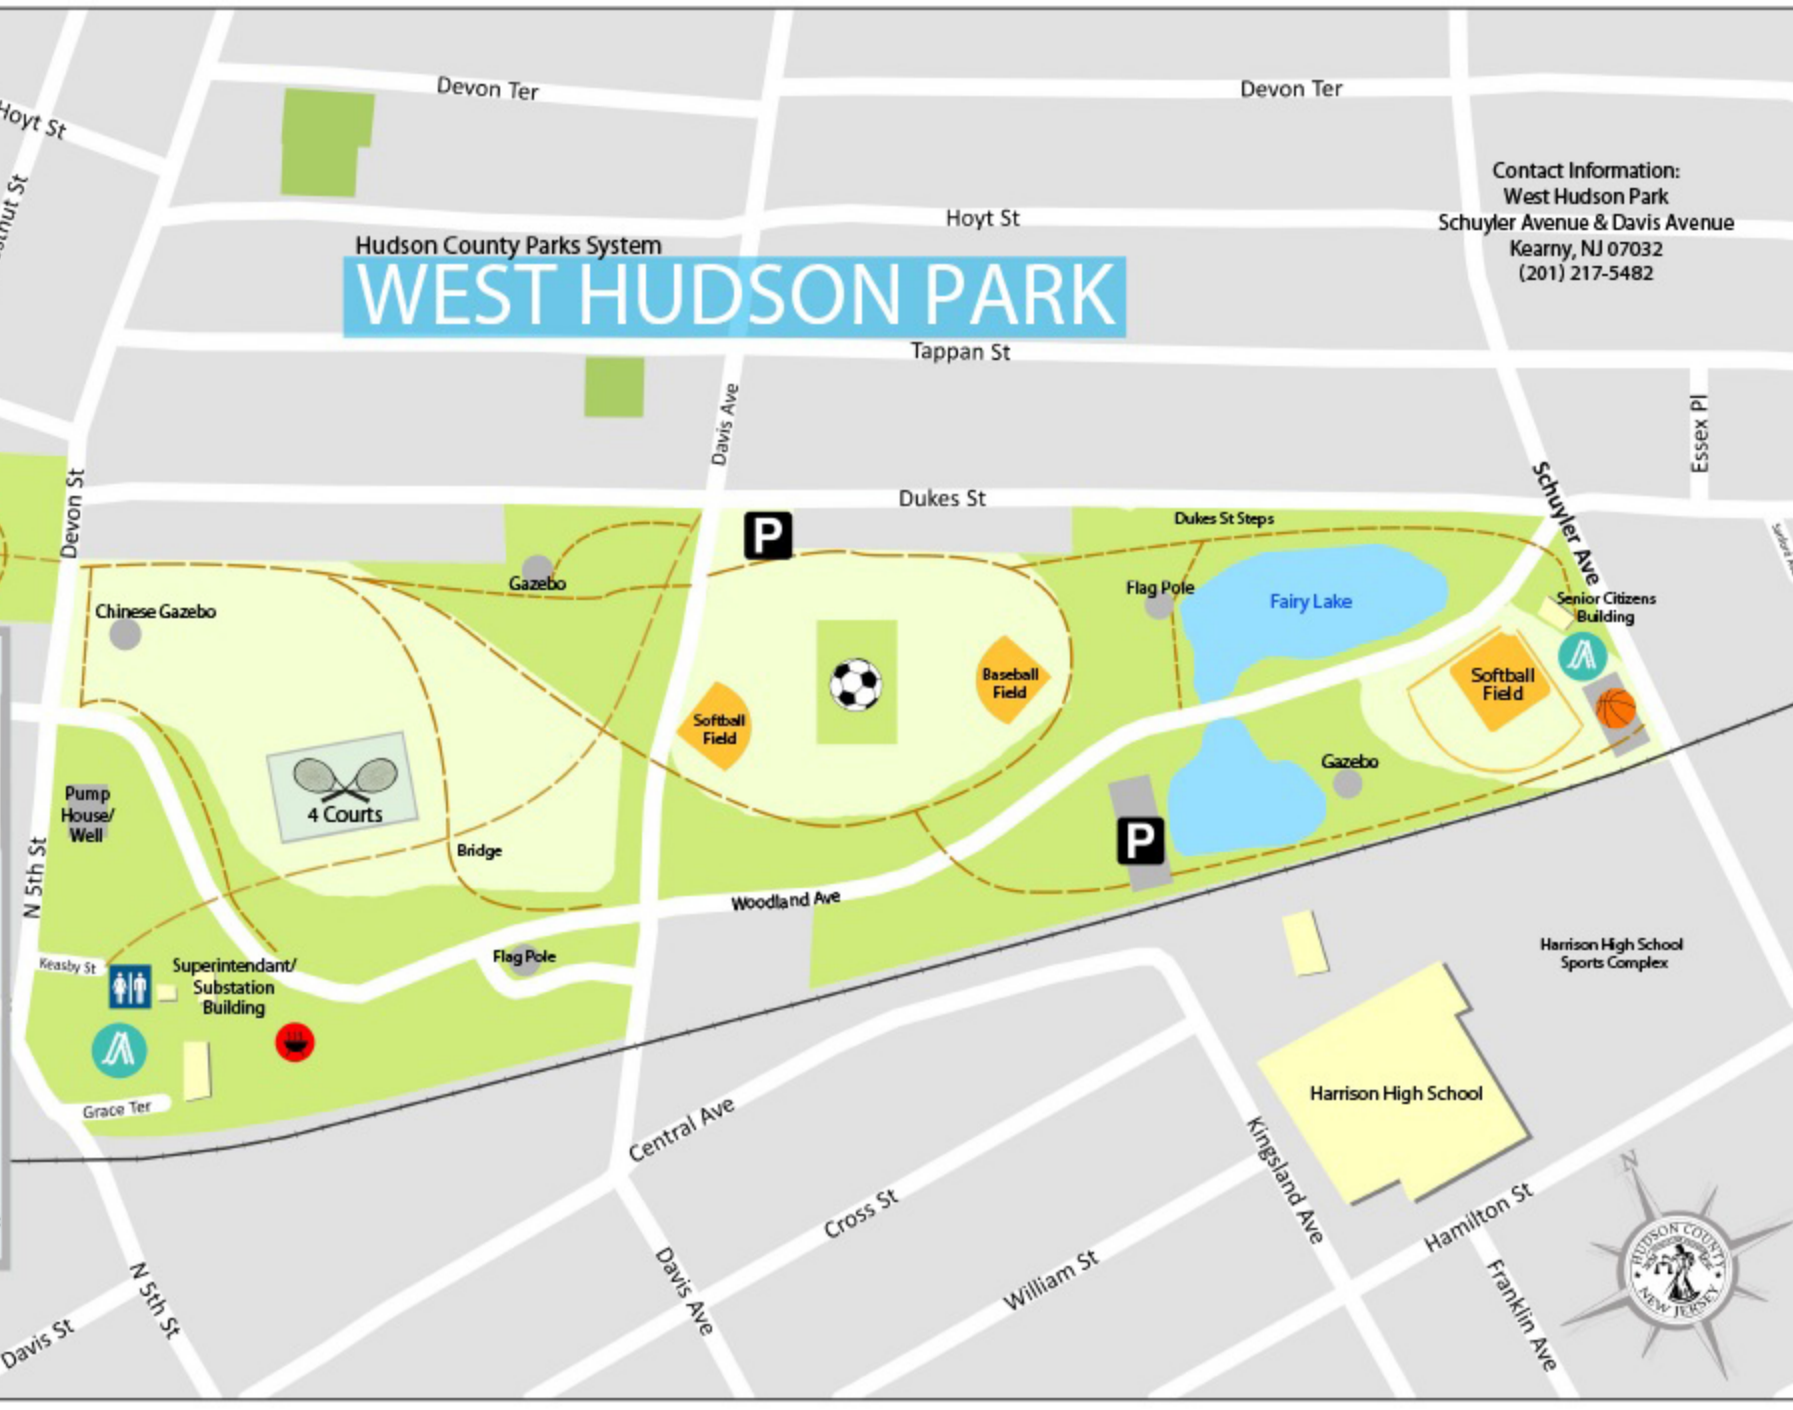 Devon Ter
Devon Ter
Hoyt St
Contact Information:
West Hudson Park
Schuyler Avenue & Davis Avenue
Kearny, NJ 07032
(201) 217-5482
Hoyt St
Hudson County Parks System
WEST HUDSON PARK
Tappan St
Davis Ave
Essex Pl
Devon St
Dukes St
Schuyler Ave
Dukes St Steps
P
Gazebo
Flag Pole
Fairy Lake
Senior Citizens
Building
Chinese Gazebo
Baseball
Field
Softball
Field
Softball
Field
Gazebo
Pump
House/
Well
4 Courts
P
Bridge
N 5th St
Woodland Ave
Flag Pole
Keasby St
Superintendant/
Substation
Building
Harrison High School
Sports Complex
Grace Ter
Harrison High School
Central Ave
Kingsland Ave
Cross St
Hamilton St
N
William St
Davis Ave
N 5th St
Davis St
Franklin Ave
HUDSON COUNTY
NEW JERSEY